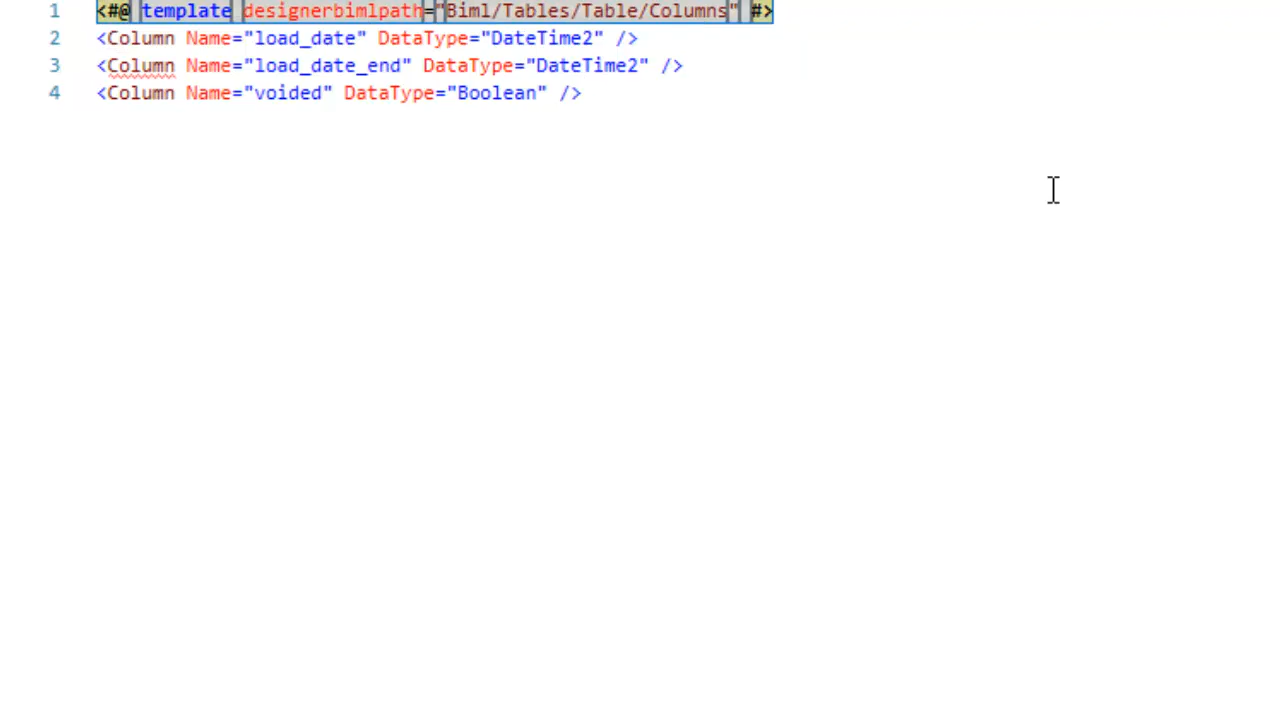 1 <#@ template designerbimlpath="Biml/Tables/Table/Columns" #>
2 <Column Name="load_date" DataType="DateTime2" />
3 <Column Name="load_date_end" DataType="DateTime2" />
4 <Column Name="voided" DataType="Boolean" />